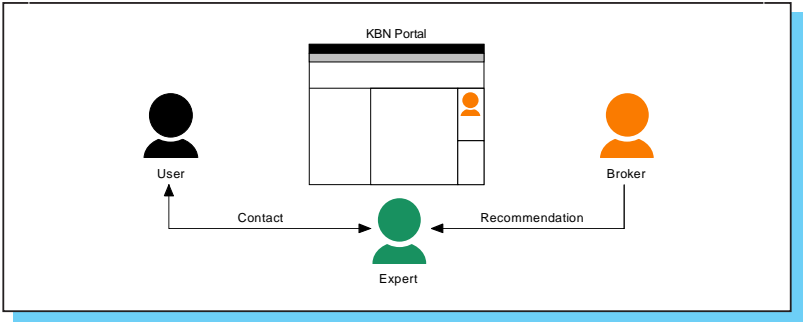 KBN Portal
User
Broker
Contact
Recommendation
Expert